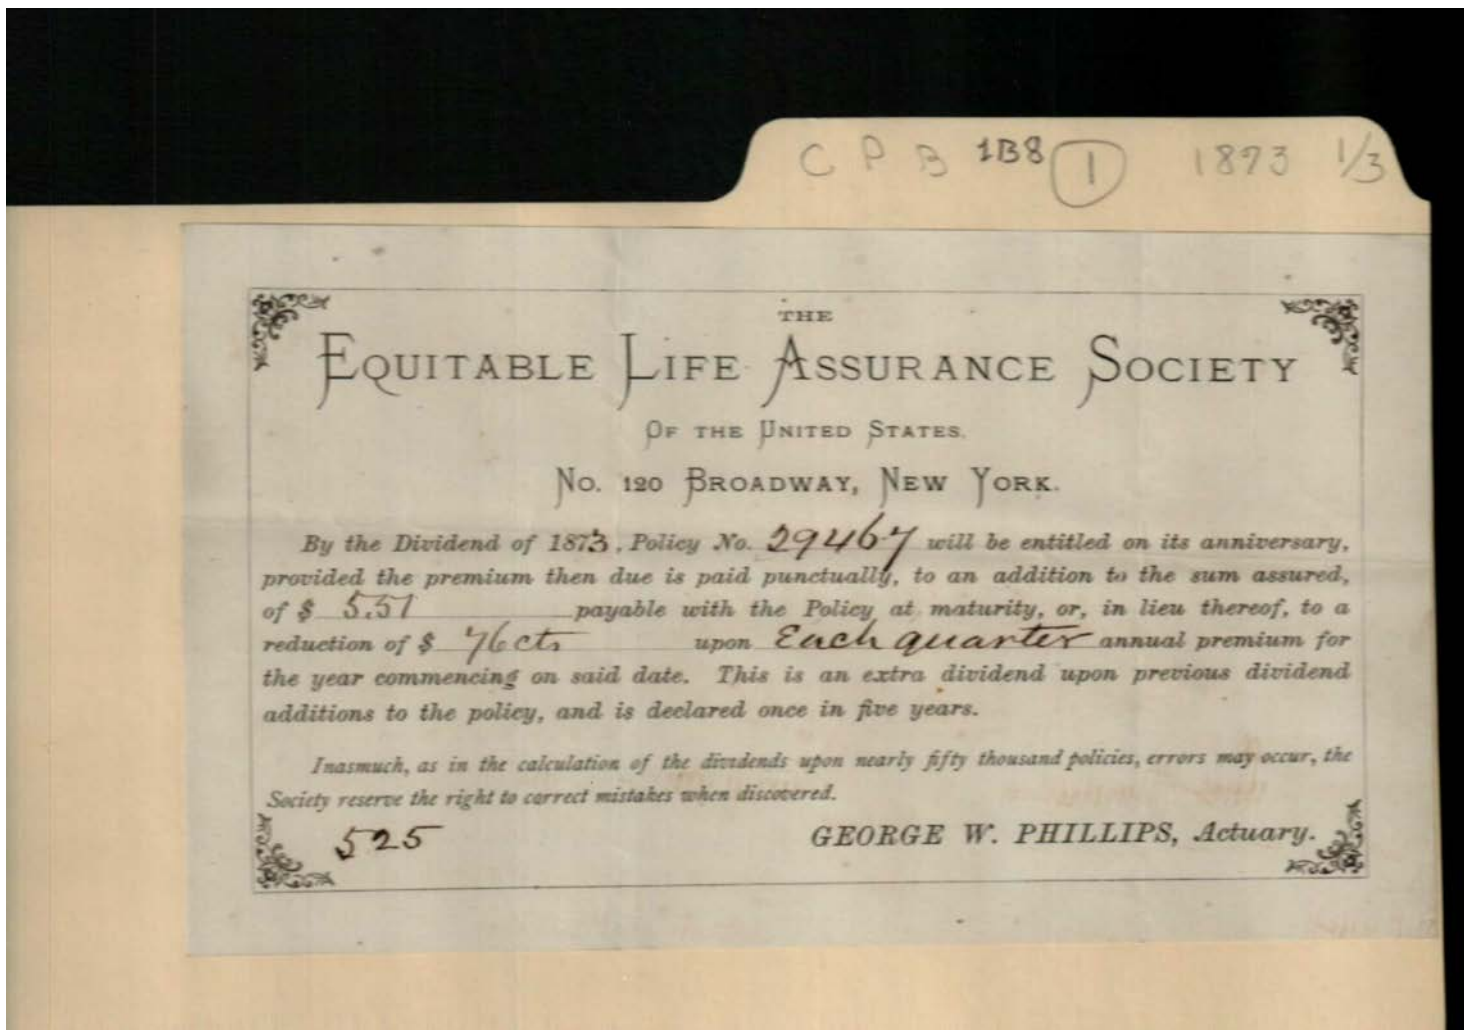 C P B 1B8 1 1873 1/3
THE
EQUITABLE LIFE ASSURANCE SOCIETY
OF THE UNITED STATES.
No. 120 BROADWAY, NEW YORK.
By the Dividend of 1873, Policy No. 29467 will be entitled on its anniversary,
provided the premium then due is paid punctually, to an addition to the sum assured,
of $ 5.57 payable with the Policy at maturity, or, in lieu thereof, to a
reduction of $ 76 cts upon Each quarter annual premium for
the year commencing on said date. This is an extra dividend upon previous dividend
additions to the policy, and is declared once in five years.
Inasmuch, as in the calculation of the dividends upon nearly fifty thousand policies, errors may occur, the
Society reserve the right to correct mistakes when discovered.
525 GEORGE W. PHILLIPS, Actuary.